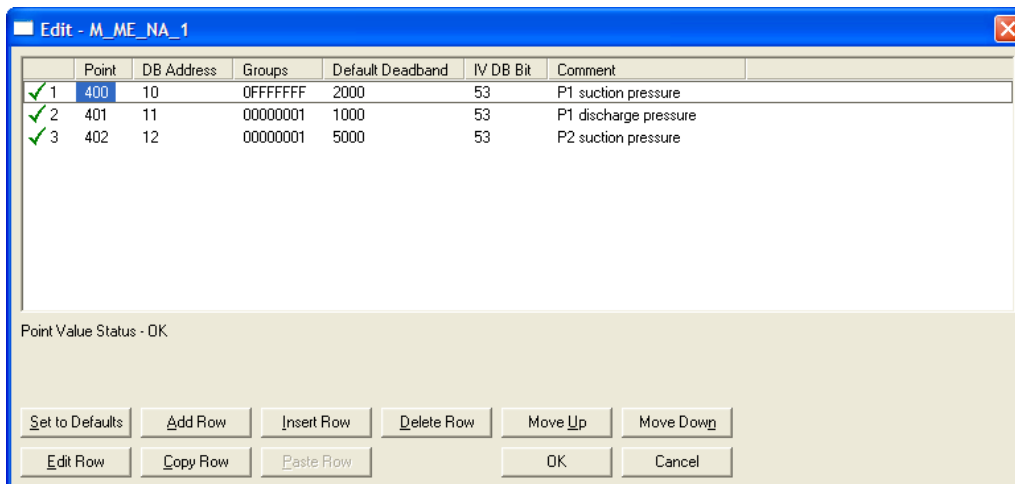 Edit - M_ME_NA_1
Point DB Address Groups Default Deadband IV DB Bit Comment
1 400 10 0FFFFFFF 2000 53 P1 suction pressure
2 401 11 00000001 1000 53 P1 discharge pressure
3 402 12 00000001 5000 53 P2 suction pressure
Point Value Status - OK
Set to Defaults Add Row Insert Row Delete Row Move Up Move Down
Edit Row Copy Row Paste Row OK Cancel